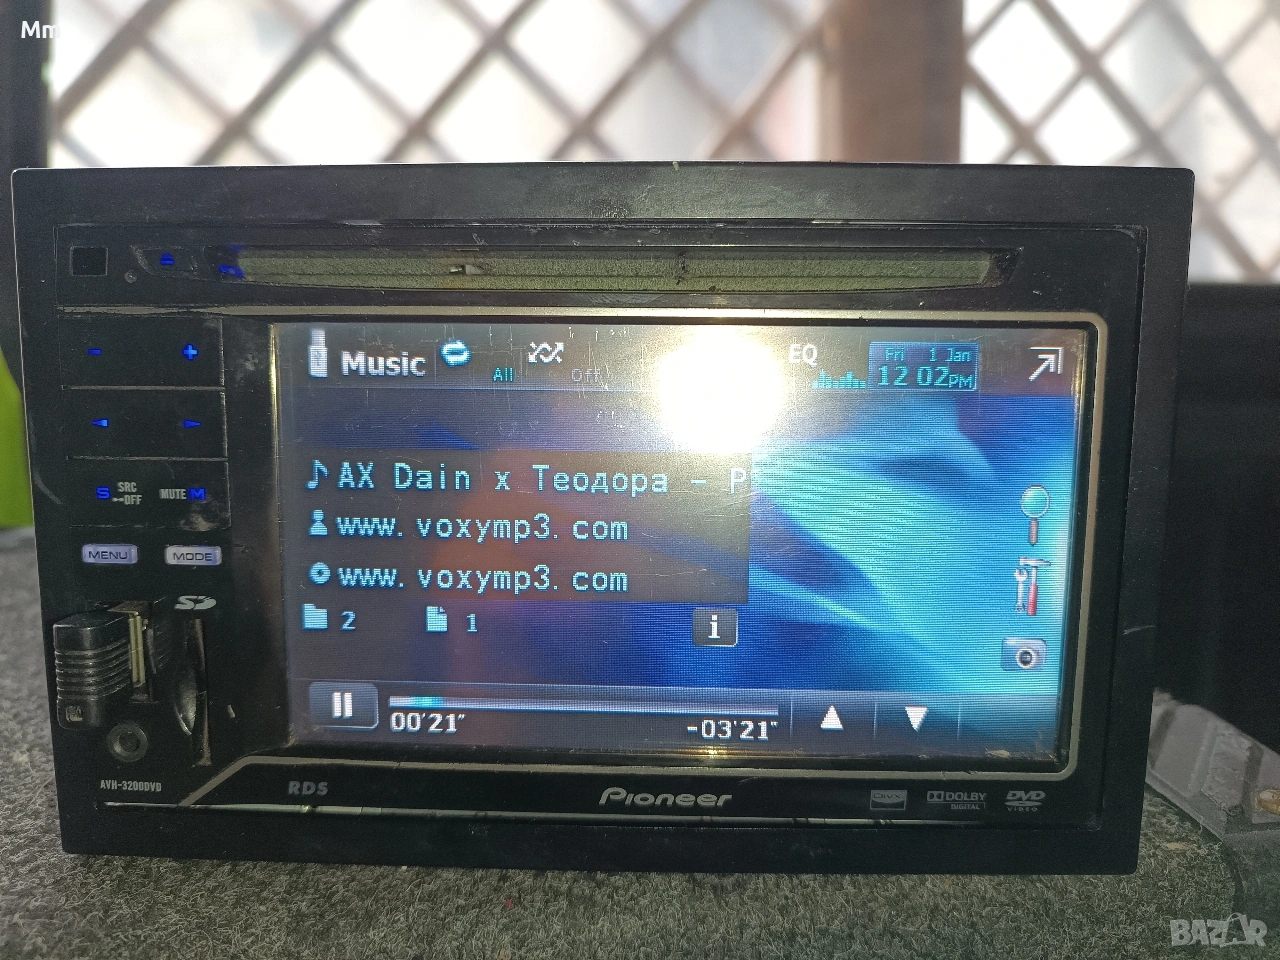 Mm
Music
All
Off
EQ
Fri 1 Jan
12 02PM
AX Dain x Теодора - P
www. voxymp3. com
www. voxymp3. com
2
1
i
00'21"
-03'21"
- +
S SRC
OFF
MUTE M
MENU
MODE
SD
AVH-3200DVD
RDS
Pioneer
DIVX
DOLBY
DIGITAL
DVD
VIDEO
BAZAR